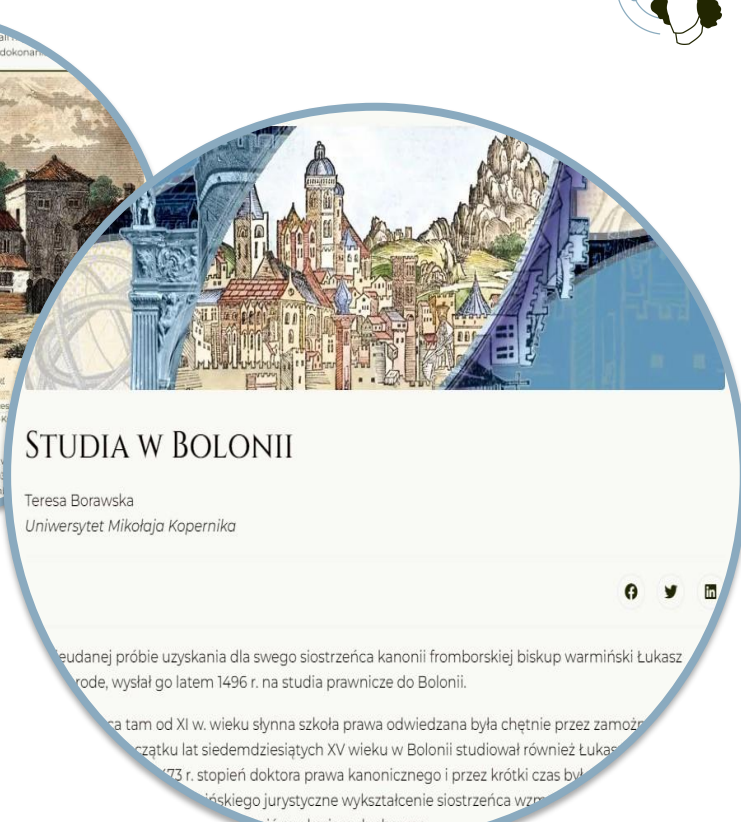 dokonani
STUDIA W BOLONII
Teresa Borawska
Uniwersytet Mikołaja Kopernika
eudanej próbie uzyskania dla swego siostrzeńca kanonii fromborskiej biskup warmiński Łukasz
rode, wysłał go latem 1496 r. na studia prawnicze do Bolonii.
ca tam od XI w. wieku słynna szkoła prawa odwiedzana była chętnie przez zamożn
czątku lat siedemdziesiątych XV wieku w Bolonii studiował również Łukas
73 r. stopień doktora prawa kanonicznego i przez krótki czas był
ińskiego jurystyczne wykształcenie siostrzeńca wzm